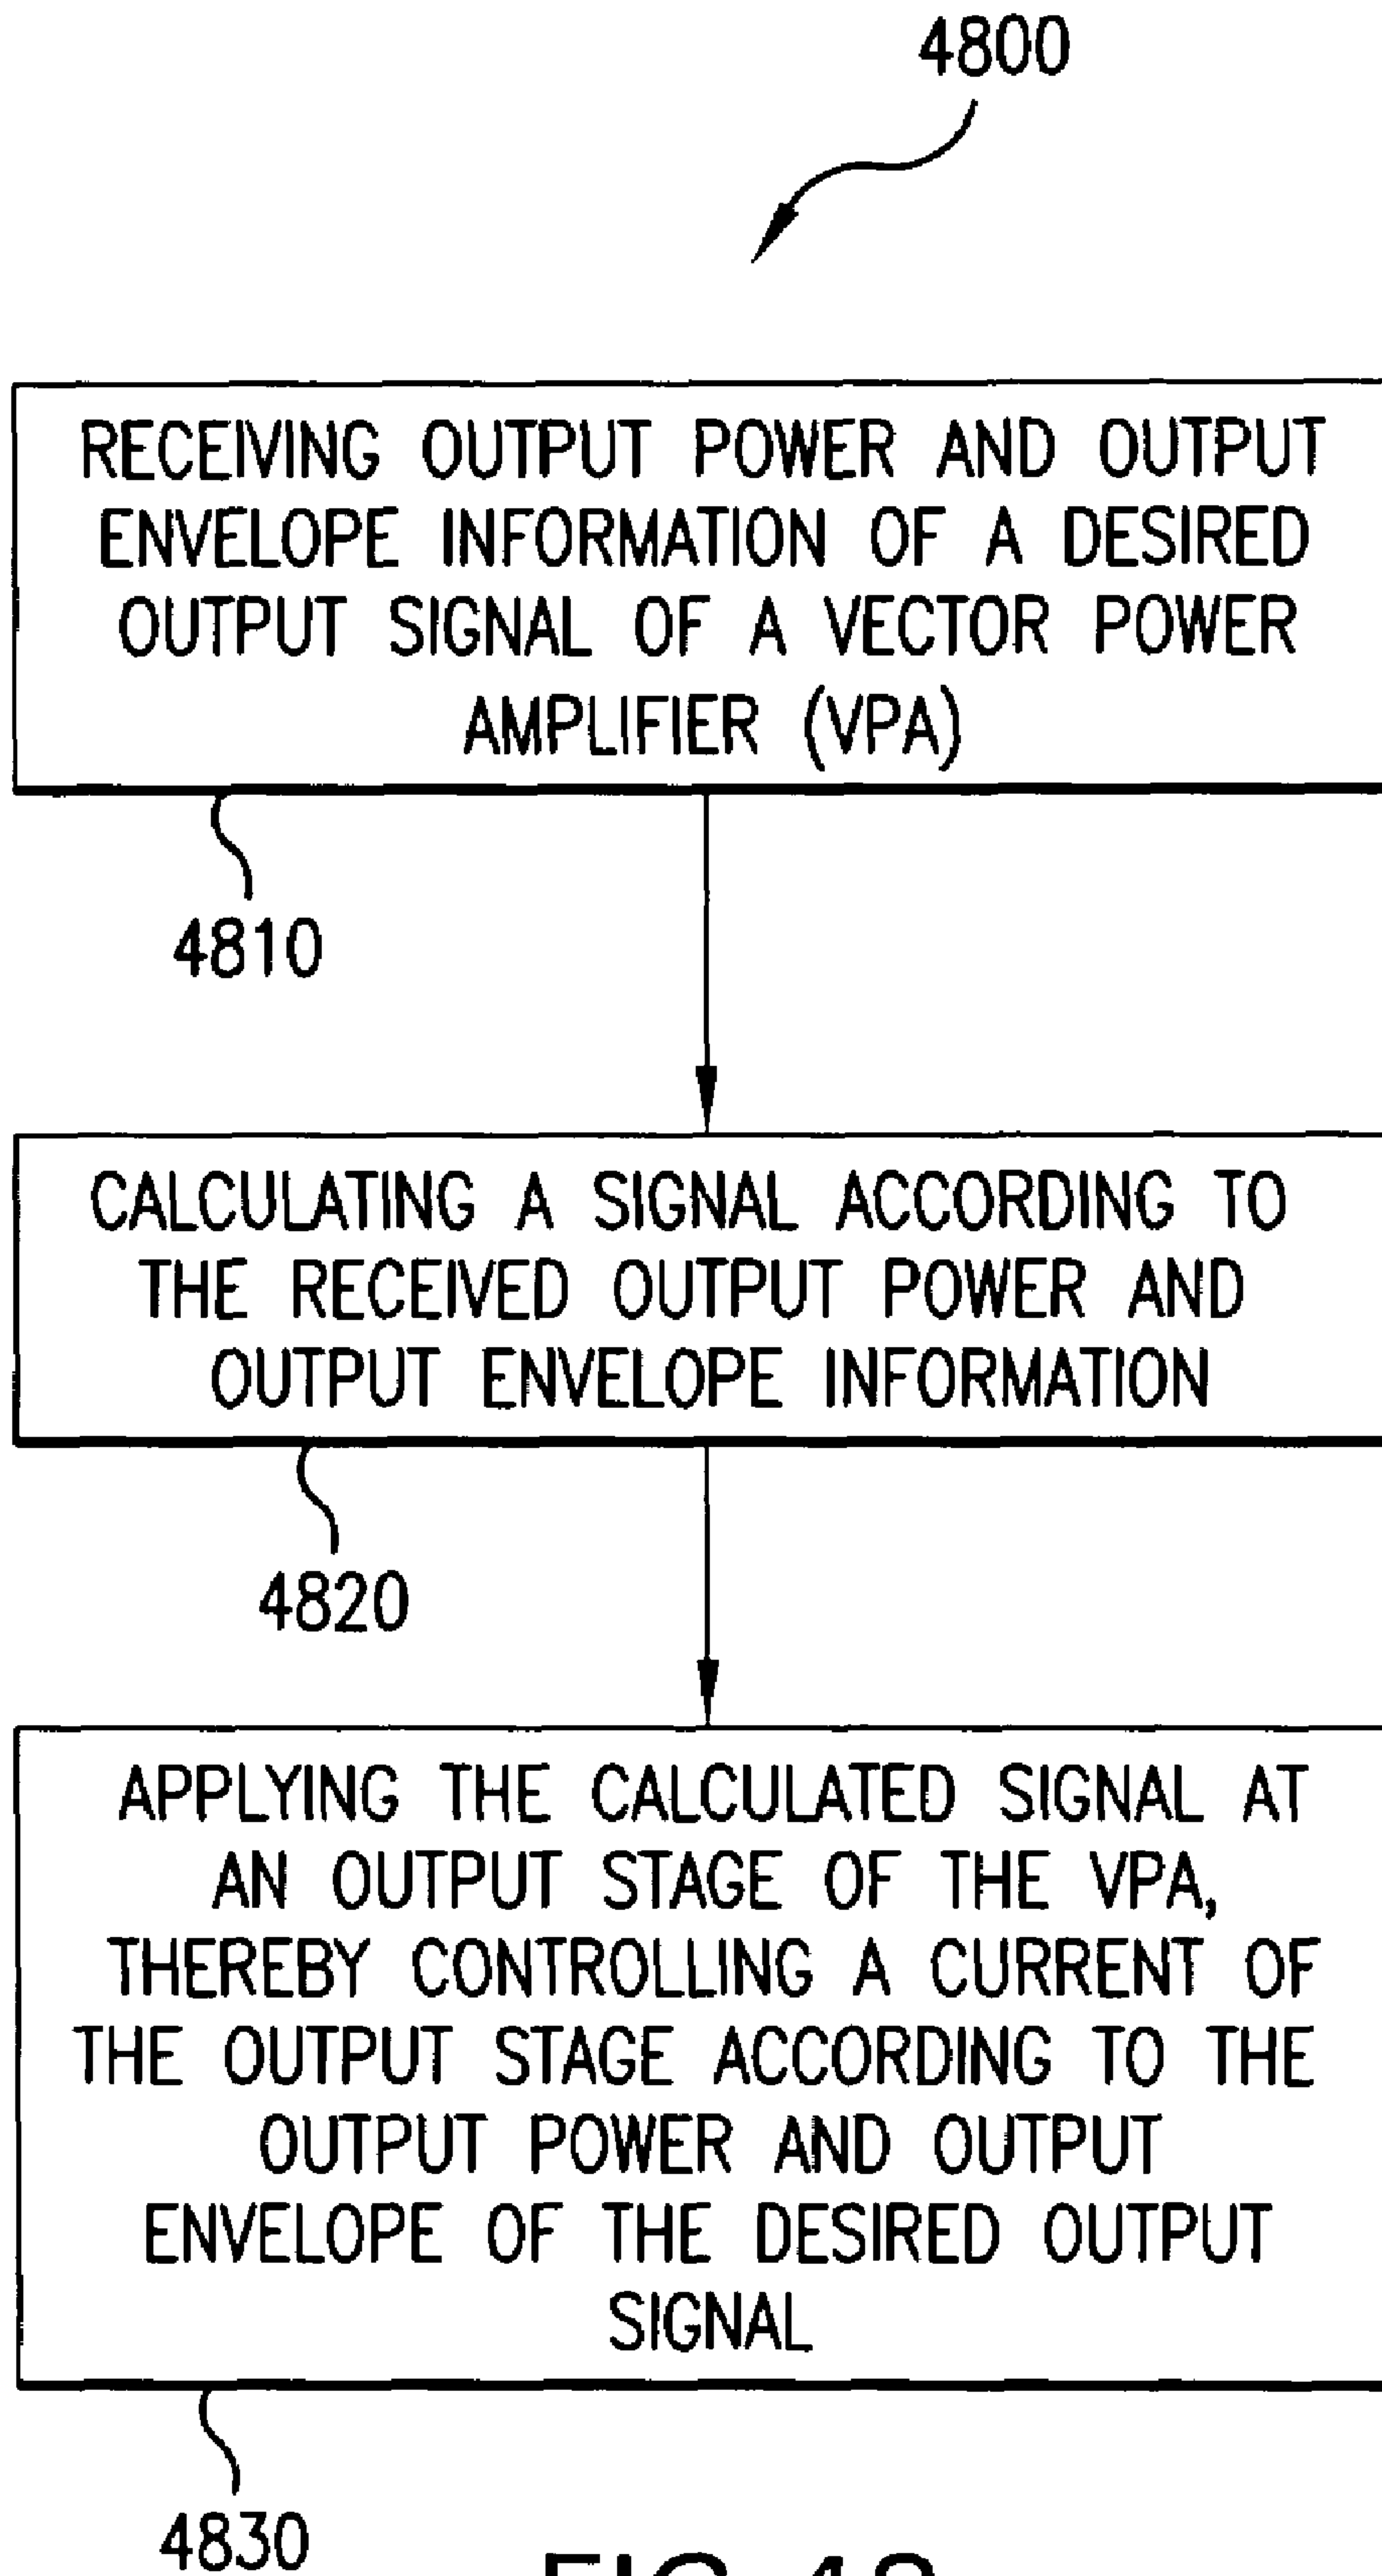 4800
RECEIVING OUTPUT POWER AND OUTPUT
ENVELOPE INFORMATION OF A DESIRED
OUTPUT SIGNAL OF A VECTOR POWER
AMPLIFIER (VPA)
4810
CALCULATING A SIGNAL ACCORDING TO
THE RECEIVED OUTPUT POWER AND
OUTPUT ENVELOPE INFORMATION
4820
APPLYING THE CALCULATED SIGNAL AT
AN OUTPUT STAGE OF THE VPA,
THEREBY CONTROLLING A CURRENT OF
THE OUTPUT STAGE ACCORDING TO THE
OUTPUT POWER AND OUTPUT
ENVELOPE OF THE DESIRED OUTPUT
SIGNAL
4830